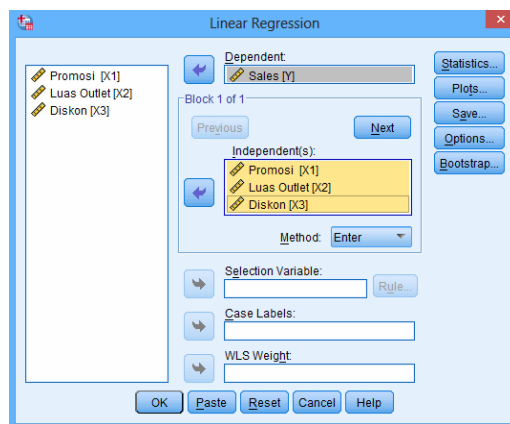 Linear Regression
Promosi [X1]
Luas Outlet [X2]
Diskon [X3]
Dependent:
Sales [Y]
Block 1 of 1
Previous
Next
Independent(s):
Promosi [X1]
Luas Outlet [X2]
Diskon [X3]
Method: Enter
Selection Variable:
Rule...
Case Labels:
WLS Weight:
Statistics...
Plots...
Save...
Options...
Bootstrap...
OK Paste Reset Cancel Help